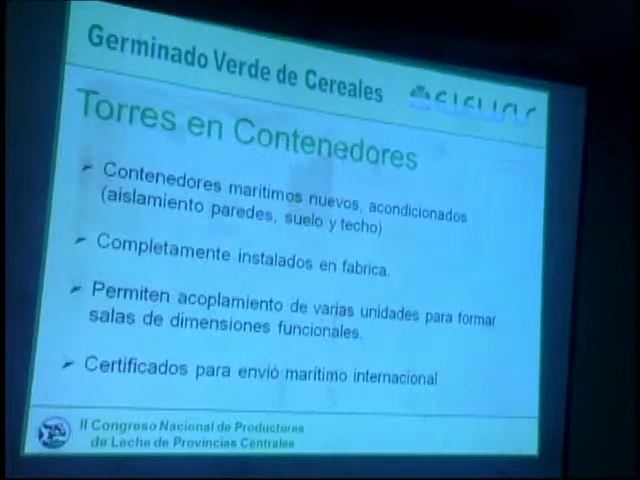 Germinado Verde de Cereales
Torres en Contenedores
Contenedores maritimos nuevos, acondicionados
(aislamiento paredes, suelo y techo)
Completamente instalados en fabrica.
Permiten acoplamiento de varias unidades para formar
salas de dimensiones funcionales.
Certificados para envió maritimo internacional
II Congreso Nacional de Productores
de Leche de Provincias Centrales